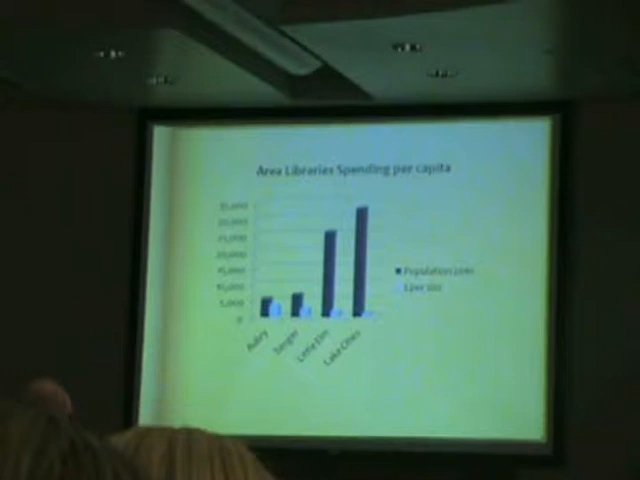 Area Libraries Spending per capita
35,000
30,000
25,000
20,000
15,000
10,000
5,000
0
Aubry
Sanger
Little Elm
Lake Cities
Population